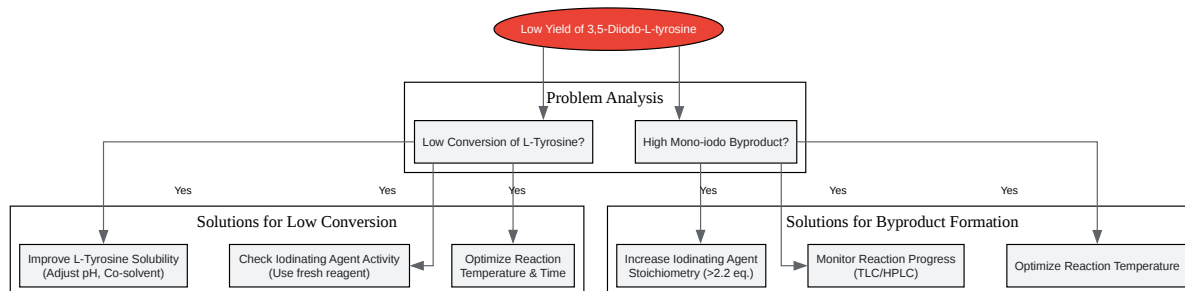 Low Yield of 3,5-Diiodo-L-tyrosine
Problem Analysis
Low Conversion of L-Tyrosine?
High Mono-iodo Byproduct?
Yes
Yes
Yes
Yes
Yes
Yes
Solutions for Low Conversion
Solutions for Byproduct Formation
Improve L-Tyrosine Solubility
(Adjust pH, Co-solvent)
Check Iodinating Agent Activity
(Use fresh reagent)
Optimize Reaction
Temperature & Time
Increase Iodinating Agent
Stoichiometry (>2.2 eq.)
Monitor Reaction Progress
(TLC/HPLC)
Optimize Reaction Temperature